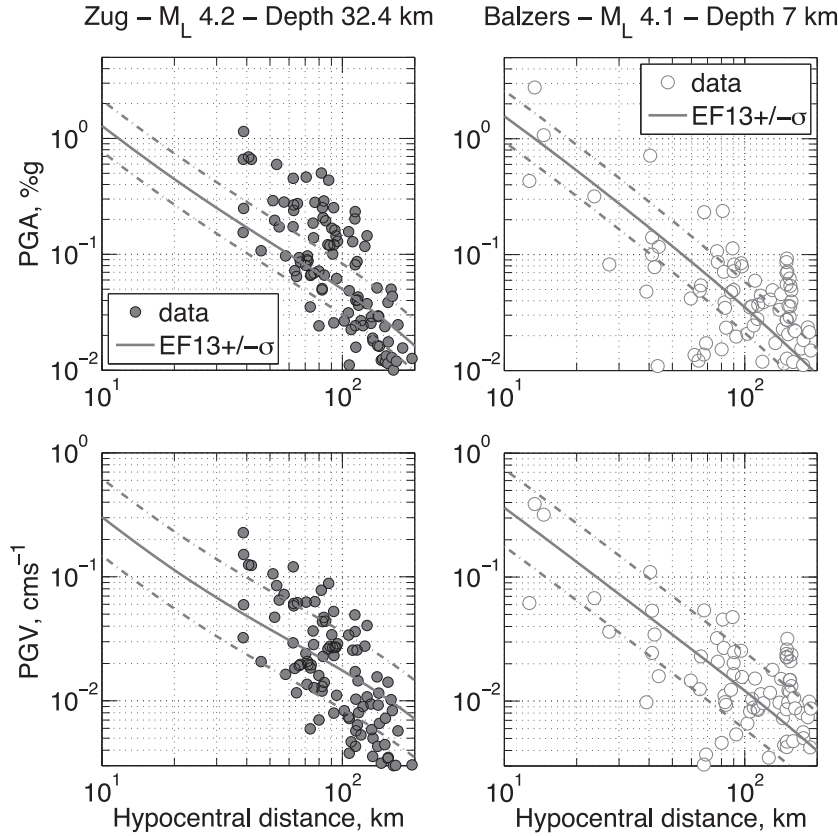 Zug – M_L 4.2 – Depth 32.4 km
Balzers – M_L 4.1 – Depth 7 km
PGA, %g
10^0
10^-1
10^-2
10^1
10^2
data
EF13+/-σ
10^0
10^-1
10^-2
10^1
10^2
data
EF13+/-σ
PGV, cms^-1
10^0
10^-1
10^-2
10^1
10^2
Hypocentral distance, km
10^0
10^-1
10^-2
10^1
10^2
Hypocentral distance, km